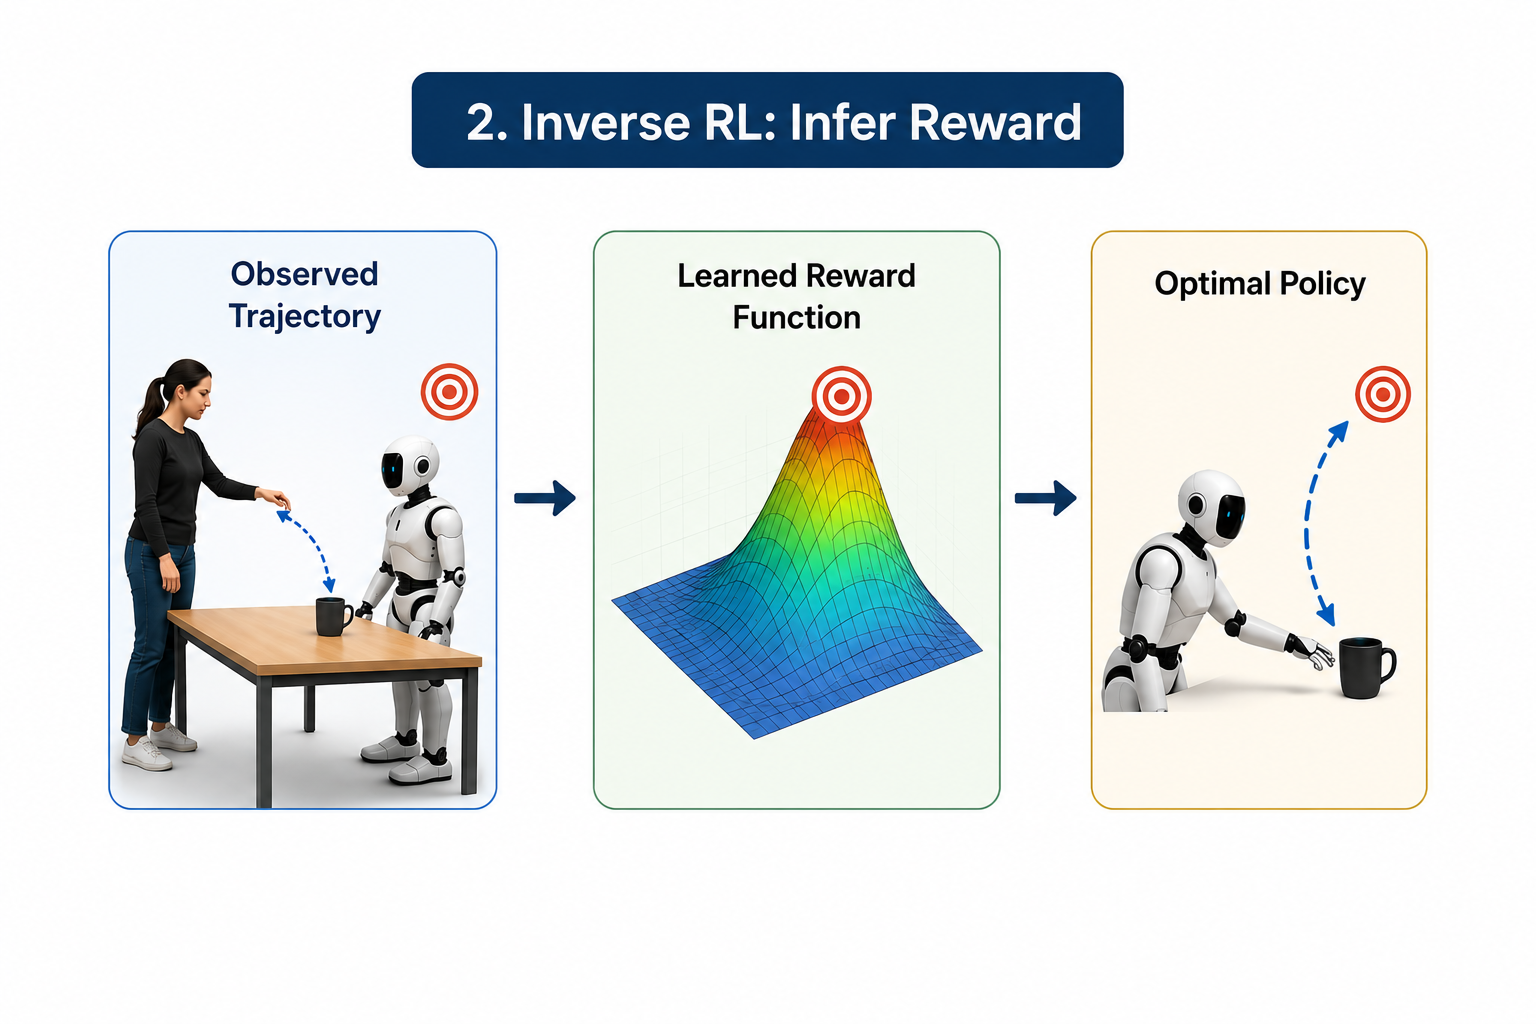 2. Inverse RL: Infer Reward
Observed
Trajectory
Learned Reward
Function
Optimal Policy